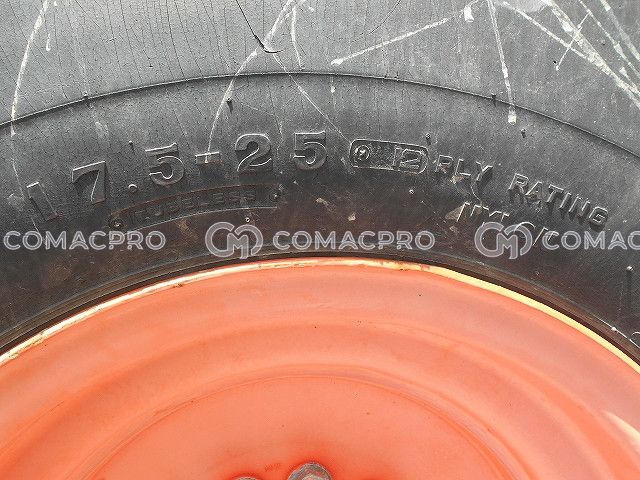 17.5-25 12 PLY RATING
TUBELESS
COMACPRO COMACPRO COMACPRO